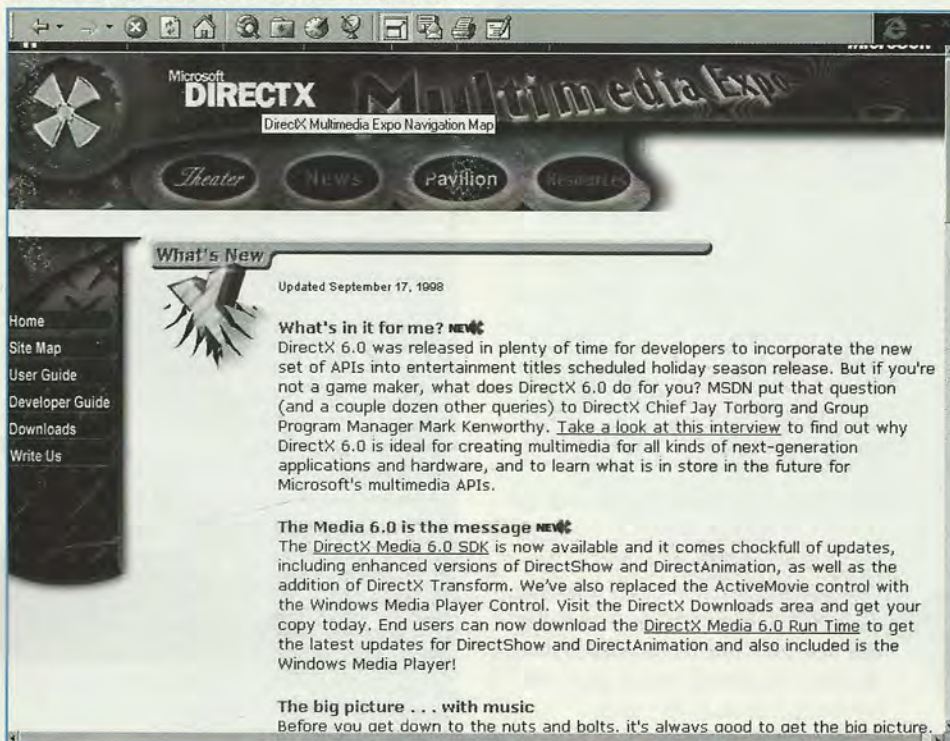 Microsoft
Microsoft
DIRECTX
Multimedia Expo
DirectX Multimedia Expo Navigation Map
Theater
News
Pavilion
Resources
What's New
Updated September 17, 1998
Home
Site Map
User Guide
Developer Guide
Downloads
Write Us
What's in it for me? NEW
DirectX 6.0 was released in plenty of time for developers to incorporate the new
set of APIs into entertainment titles scheduled holiday season release. But if you're
not a game maker, what does DirectX 6.0 do for you? MSDN put that question
(and a couple dozen other queries) to DirectX Chief Jay Torborg and Group
Program Manager Mark Kenworthy. Take a look at this interview to find out why
DirectX 6.0 is ideal for creating multimedia for all kinds of next-generation
applications and hardware, and to learn what is in store in the future for
Microsoft's multimedia APIs.
The Media 6.0 is the message NEW
The DirectX Media 6.0 SDK is now available and it comes chockfull of updates,
including enhanced versions of DirectShow and DirectAnimation, as well as the
addition of DirectX Transform. We've also replaced the ActiveMovie control with
the Windows Media Player Control. Visit the DirectX Downloads area and get your
copy today. End users can now download the DirectX Media 6.0 Run Time to get
the latest updates for DirectShow and DirectAnimation and also included is the
Windows Media Player!
The big picture . . . with music
Before you get down to the nuts and bolts, it's always good to get the big picture.